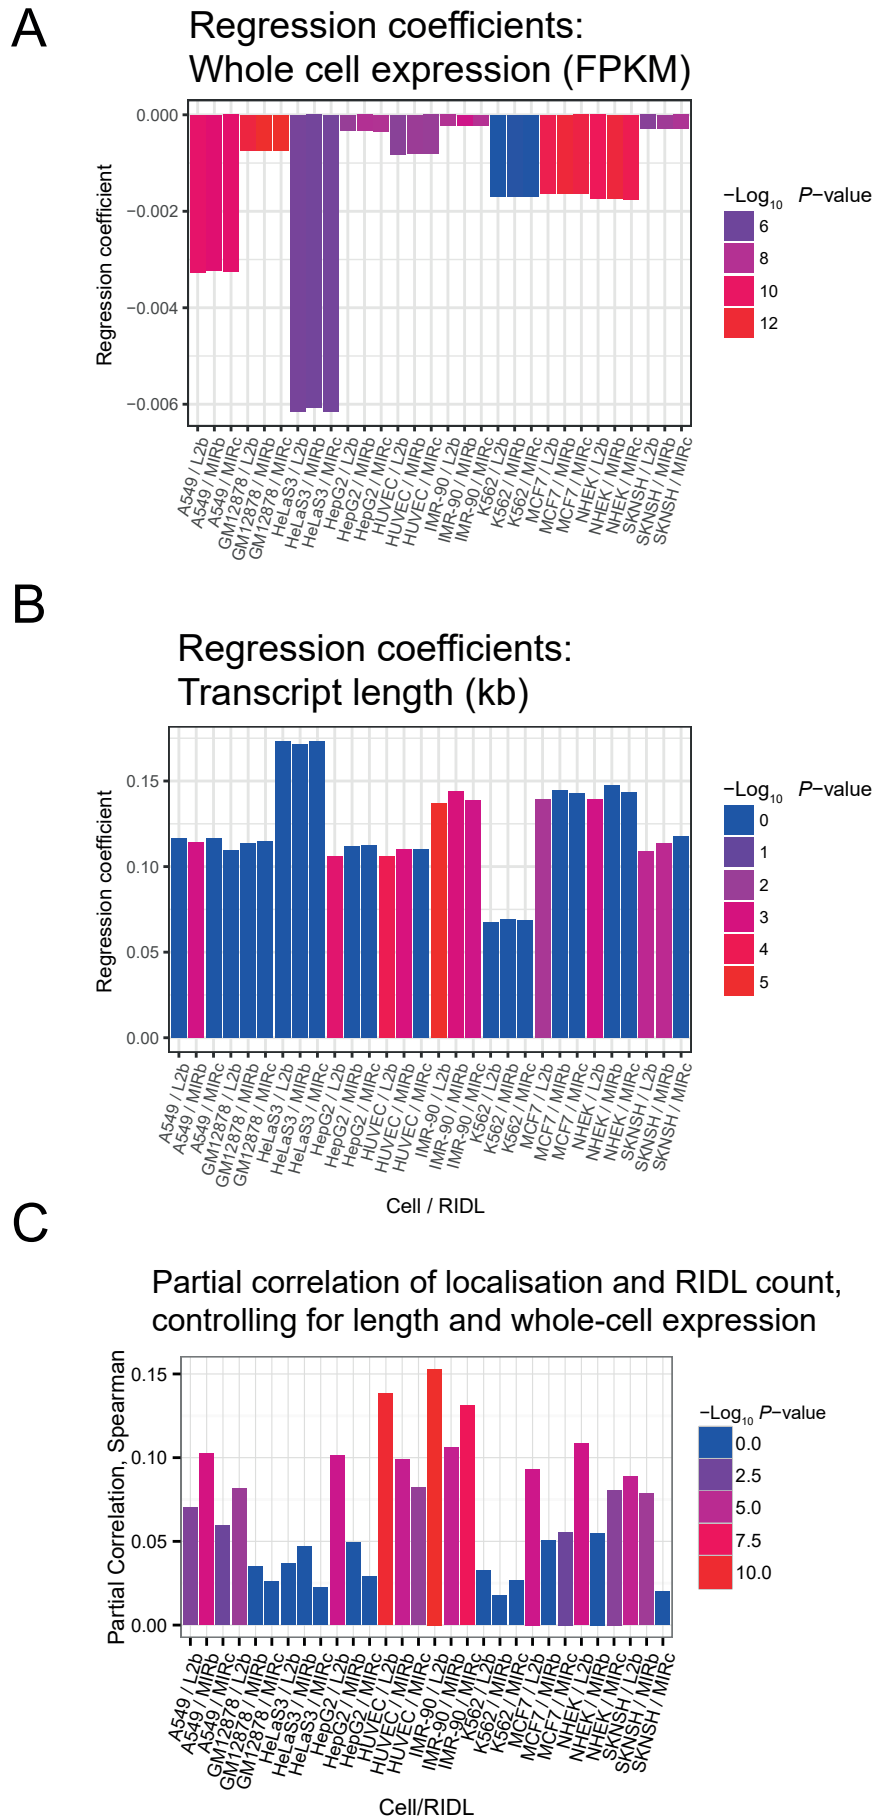 A
Regression coefficients:
Whole cell expression (FPKM)
Regression coefficient
0.000
−0.002
−0.004
−0.006
A549 / L2b
A549 / MIRb
A549 / MIRc
GM12878 / L2b
GM12878 / MIRb
GM12878 / MIRc
HeLaS3 / L2b
HeLaS3 / MIRb
HeLaS3 / MIRc
HepG2 / L2b
HepG2 / MIRb
HepG2 / MIRc
HUVEC / L2b
HUVEC / MIRb
HUVEC / MIRc
IMR-90 / L2b
IMR-90 / MIRb
IMR-90 / MIRc
K562 / L2b
K562 / MIRb
K562 / MIRc
MCF7 / L2b
MCF7 / MIRb
MCF7 / MIRc
NHEK / L2b
NHEK / MIRb
NHEK / MIRc
SKNSH / L2b
SKNSH / MIRb
SKNSH / MIRc
−Log10 P−value
6
8
10
12
B
Regression coefficients:
Transcript length (kb)
Regression coefficient
0.15
0.10
0.05
0.00
A549 / L2b
A549 / MIRb
A549 / MIRc
GM12878 / L2b
GM12878 / MIRb
GM12878 / MIRc
HeLaS3 / L2b
HeLaS3 / MIRb
HeLaS3 / MIRc
HepG2 / L2b
HepG2 / MIRb
HepG2 / MIRc
HUVEC / L2b
HUVEC / MIRb
HUVEC / MIRc
IMR-90 / L2b
IMR-90 / MIRb
IMR-90 / MIRc
K562 / L2b
K562 / MIRb
K562 / MIRc
MCF7 / L2b
MCF7 / MIRb
MCF7 / MIRc
NHEK / L2b
NHEK / MIRb
NHEK / MIRc
SKNSH / L2b
SKNSH / MIRb
SKNSH / MIRc
Cell / RIDL
−Log10 P−value
0
1
2
3
4
5
C
Partial correlation of localisation and RIDL count,
controlling for length and whole-cell expression
Partial Correlation, Spearman
0.15
0.10
0.05
0.00
A549 / L2b
A549 / MIRb
A549 / MIRc
GM12878 / L2b
GM12878 / MIRb
GM12878 / MIRc
HeLaS3 / L2b
HeLaS3 / MIRb
HeLaS3 / MIRc
HepG2 / L2b
HepG2 / MIRb
HepG2 / MIRc
HUVEC / L2b
HUVEC / MIRb
HUVEC / MIRc
IMR-90 / L2b
IMR-90 / MIRb
IMR-90 / MIRc
K562 / L2b
K562 / MIRb
K562 / MIRc
MCF7 / L2b
MCF7 / MIRb
MCF7 / MIRc
NHEK / L2b
NHEK / MIRb
NHEK / MIRc
SKNSH / L2b
SKNSH / MIRb
SKNSH / MIRc
Cell/RIDL
−Log10 P−value
0.0
2.5
5.0
7.5
10.0